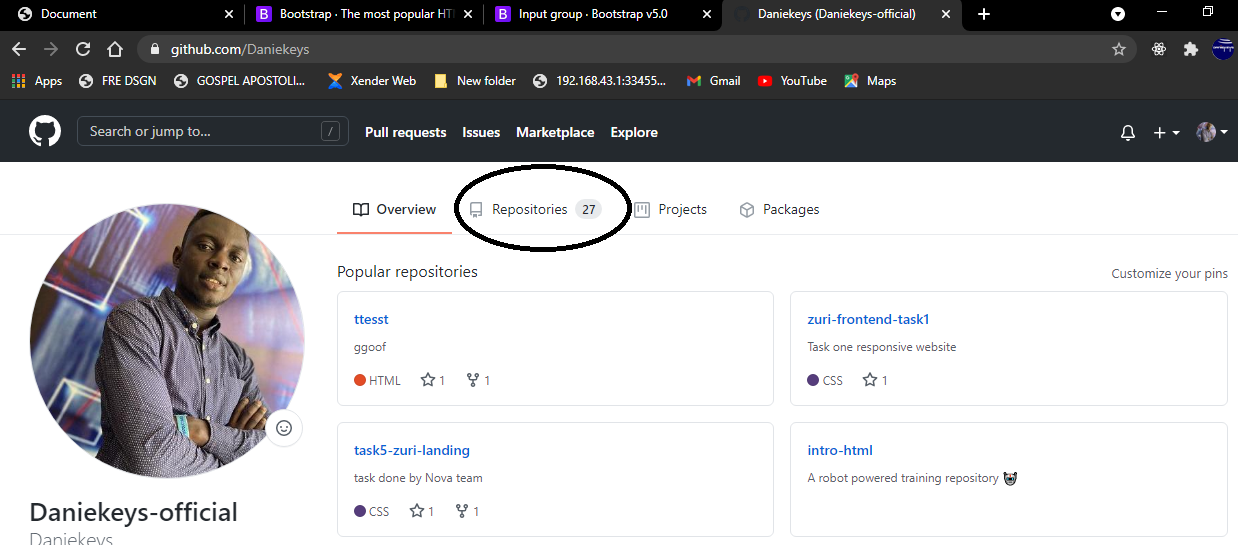 Document
Bootstrap · The most popular HT
Input group · Bootstrap v5.0
Daniekeys (Daniekeys-official)
github.com/Daniekeys
Apps
FRE DSGN
GOSPEL APOSTOLI...
Xender Web
New folder
192.168.43.1:33455...
Gmail
YouTube
Maps
Search or jump to...
/
Pull requests
Issues
Marketplace
Explore
Overview
Repositories 27
Projects
Packages
Popular repositories
Customize your pins
ttesst
ggoof
HTML 1 1
zuri-frontend-task1
Task one responsive website
CSS 1
task5-zuri-landing
task done by Nova team
CSS 1 1
intro-html
A robot powered training repository
Daniekeys-official
Daniekeys